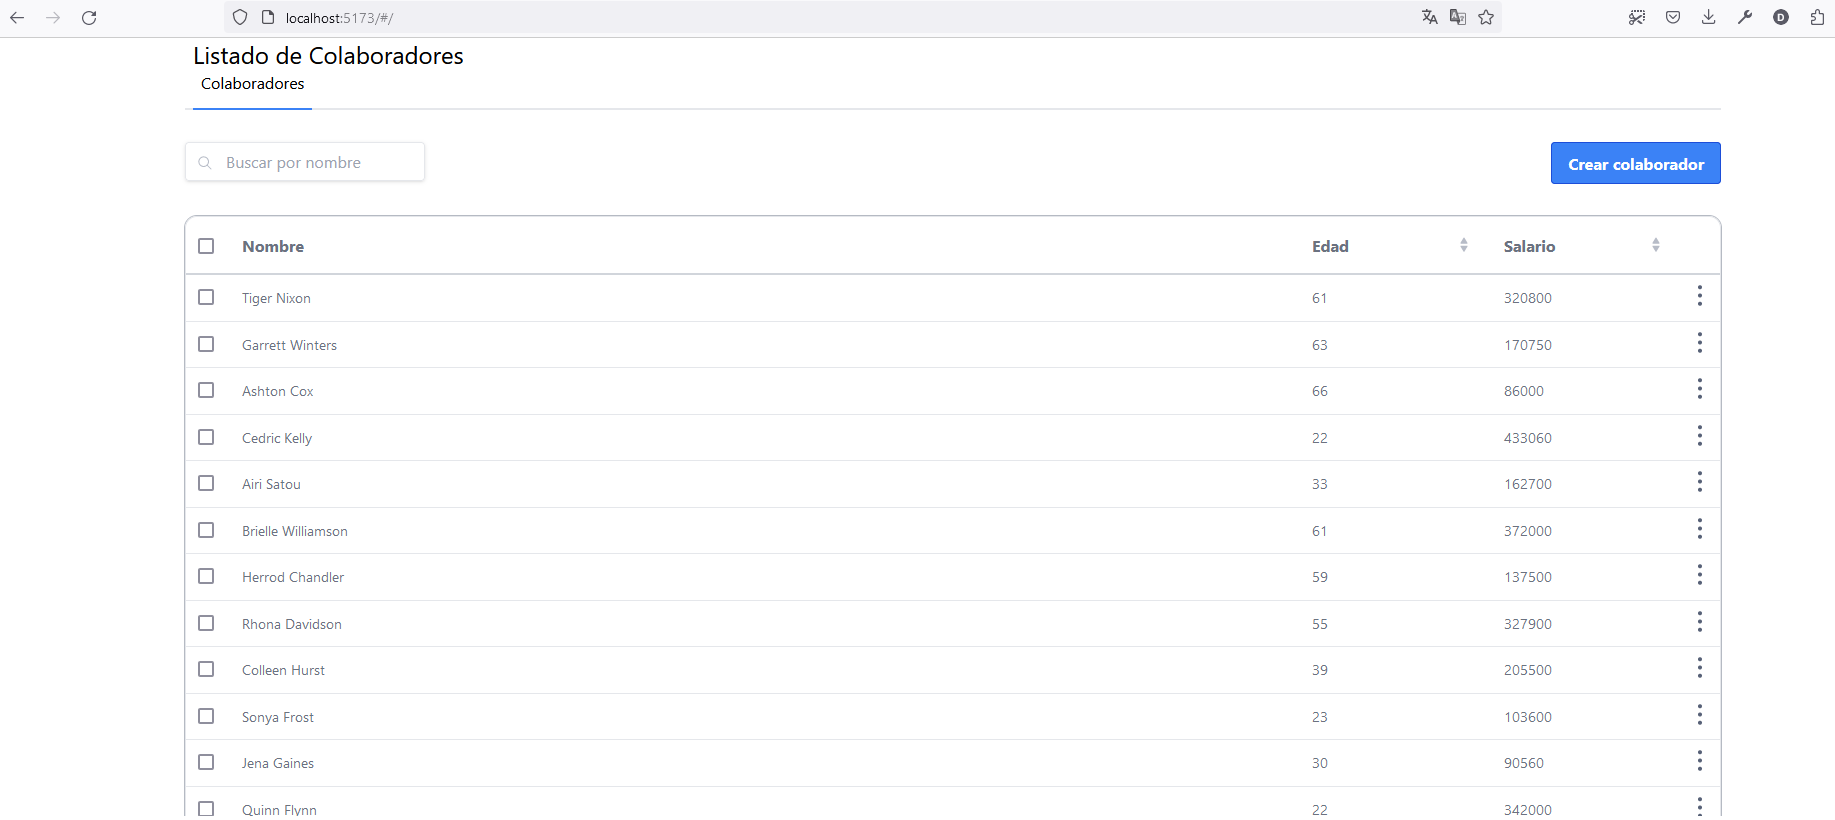 localhost:5173/#/
Listado de Colaboradores
Colaboradores
Buscar por nombre
Crear colaborador
Nombre Edad Salario
Tiger Nixon 61 320800
Garrett Winters 63 170750
Ashton Cox 66 86000
Cedric Kelly 22 433060
Airi Satou 33 162700
Brielle Williamson 61 372000
Herrod Chandler 59 137500
Rhona Davidson 55 327900
Colleen Hurst 39 205500
Sonya Frost 23 103600
Jena Gaines 30 90560
Quinn Flynn 22 342000